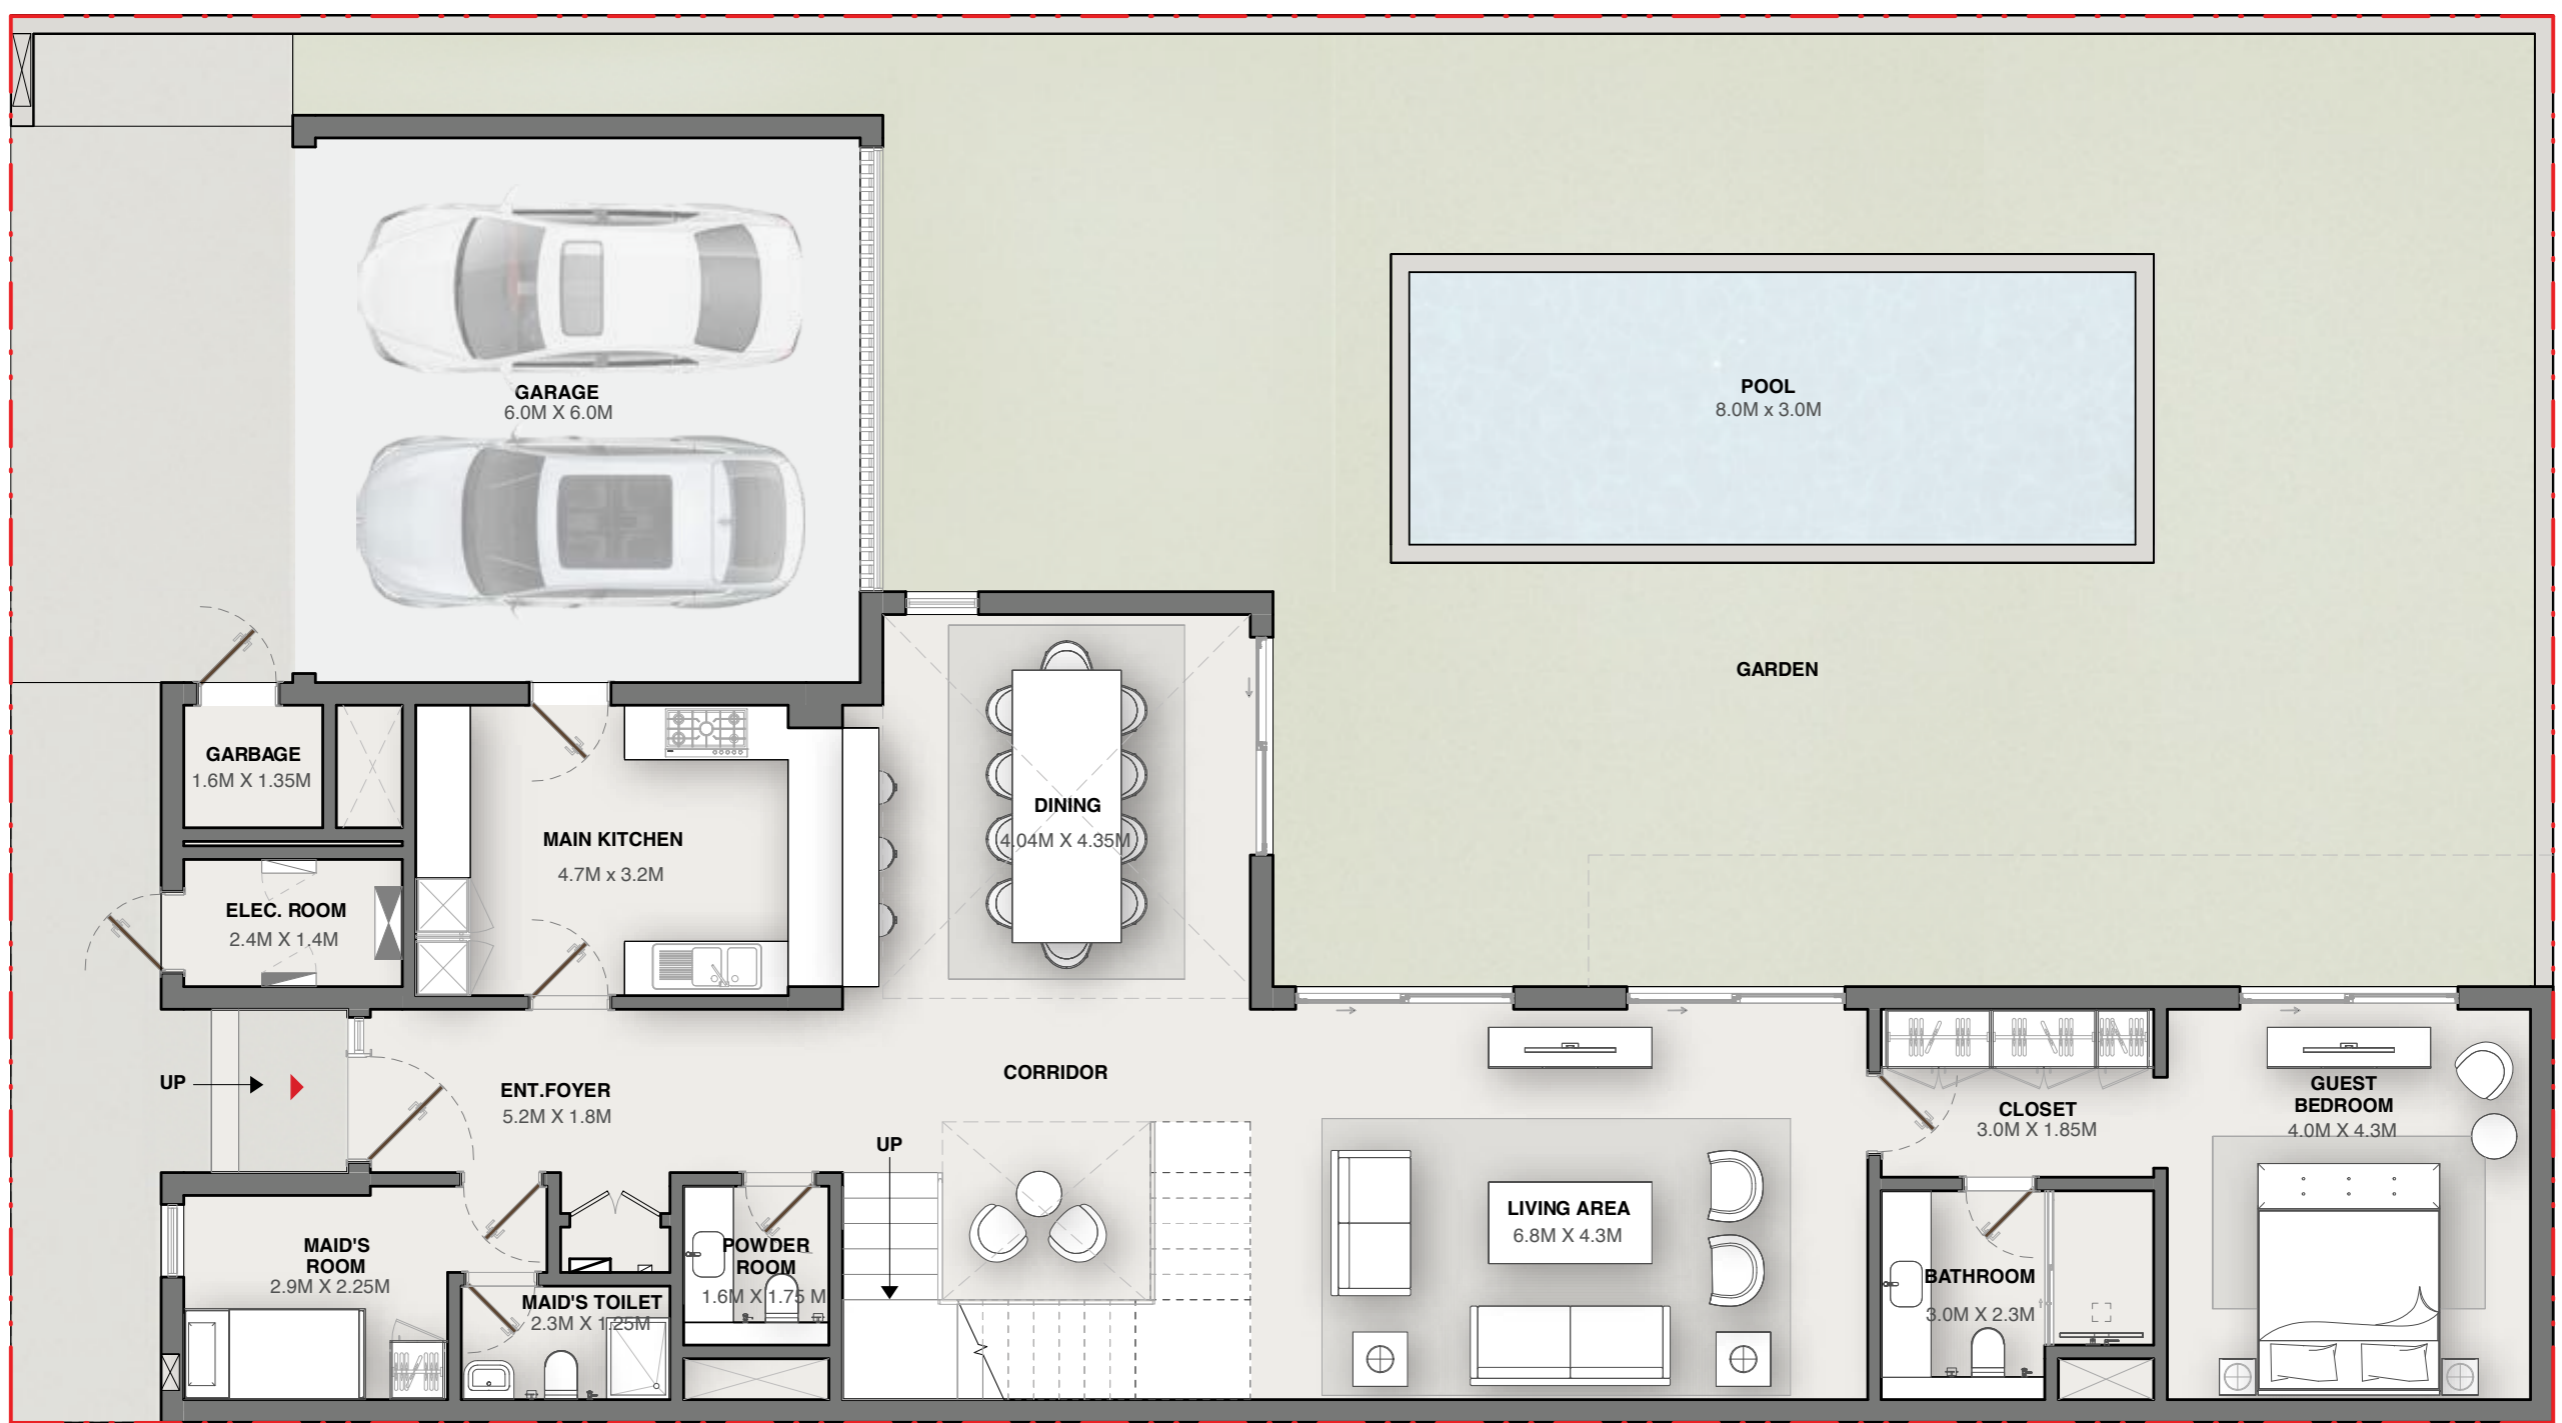 GARAGE
6.0M X 6.0M
POOL
8.0M x 3.0M
GARDEN
GARBAGE
1.6M X 1.35M
MAIN KITCHEN
4.7M x 3.2M
DINING
4.04M X 4.35M
ELEC. ROOM
2.4M X 1.4M
UP
ENT.FOYER
5.2M X 1.8M
CORRIDOR
UP
CLOSET
3.0M X 1.85M
GUEST
BEDROOM
4.0M X 4.3M
LIVING AREA
6.8M X 4.3M
MAID'S
ROOM
2.9M X 2.25M
MAID'S TOILET
2.3M X 1.25M
POWDER
ROOM
1.6M X 1.75 M
BATHROOM
3.0M X 2.3M